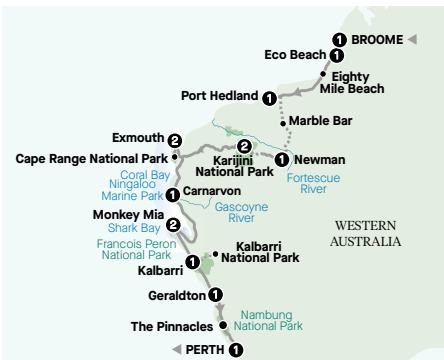 1 BROOME
Eco Beach 1
Eighty
Mile Beach
Port Hedland 1
Marble Bar
Exmouth 2
2
Karijini
National Park
1 Newman
Cape Range National Park
Coral Bay
Ningaloo
Marine Park
1 Carnarvon
Fortescue
River
Gascoyne
River
Monkey Mia
2
Shark Bay
WESTERN
AUSTRALIA
Francois Peron
National Park
Kalbarri
National Park
Kalbarri 1
Geraldton 1
The Pinnacles
Nambung
National Park
PERTH 1